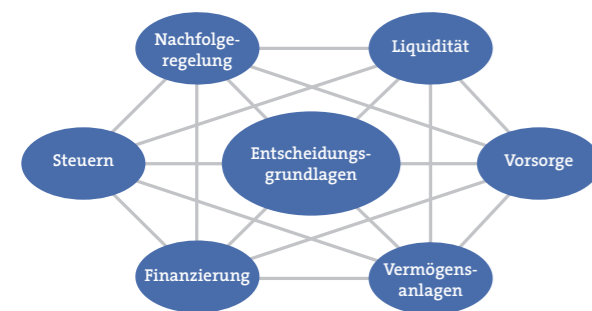 Nachfolge-
regelung
Liquidität
Steuern
Entscheidungs-
grundlagen
Vorsorge
Finanzierung
Vermögens-
anlagen